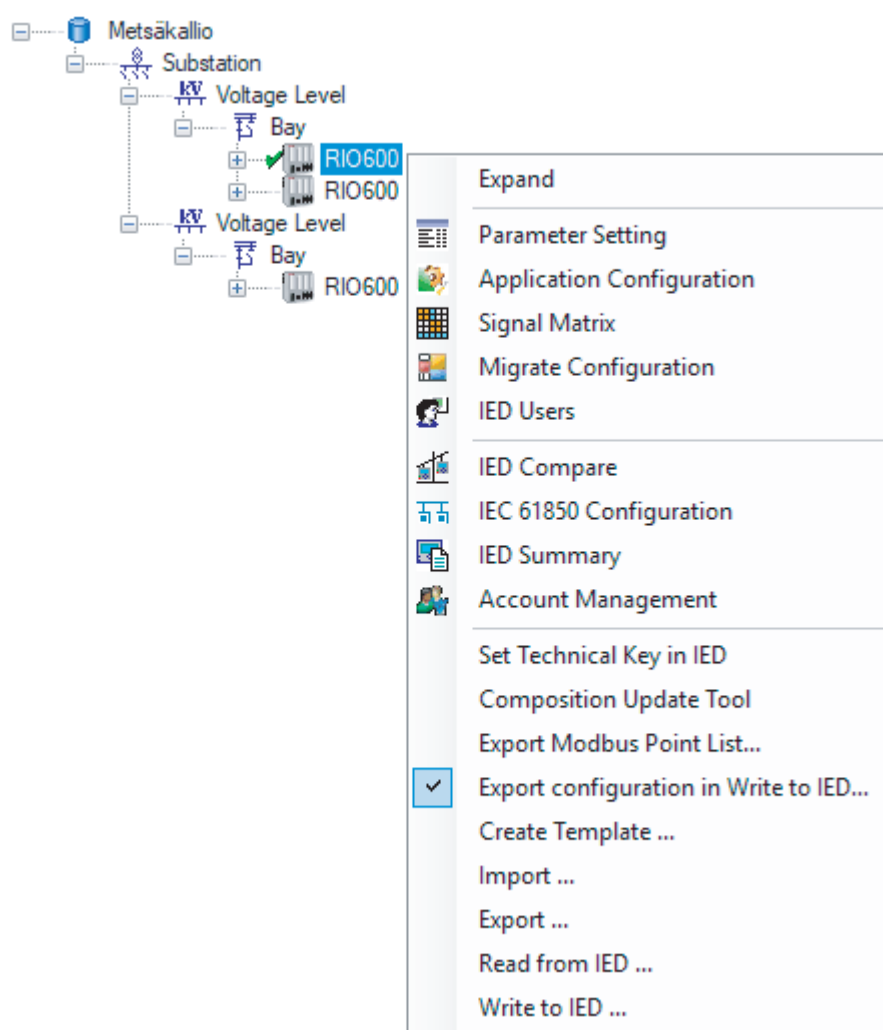 Metsäkallio
Substation
kV Voltage Level
Bay
RIO600
RIO600
kV Voltage Level
Bay
RIO600
Expand
Parameter Setting
Application Configuration
Signal Matrix
Migrate Configuration
IED Users
IED Compare
IEC 61850 Configuration
IED Summary
Account Management
Set Technical Key in IED
Composition Update Tool
Export Modbus Point List...
Export configuration in Write to IED...
Create Template ...
Import ...
Export ...
Read from IED ...
Write to IED ...